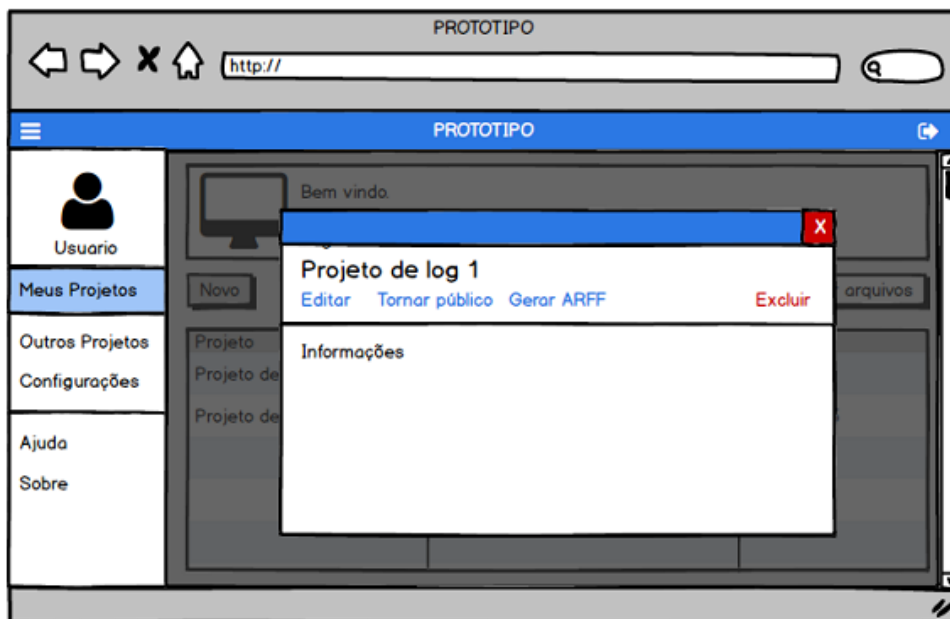 PROTOTIPO
http://
PROTOTIPO
Usuario
Meus Projetos
Outros Projetos
Configurações
Ajuda
Sobre
Bem vindo.
Novo
arquivos
Projeto
Projeto de
Projeto de
X
Projeto de log 1
Editar Tornar público Gerar ARFF Excluir
Informações